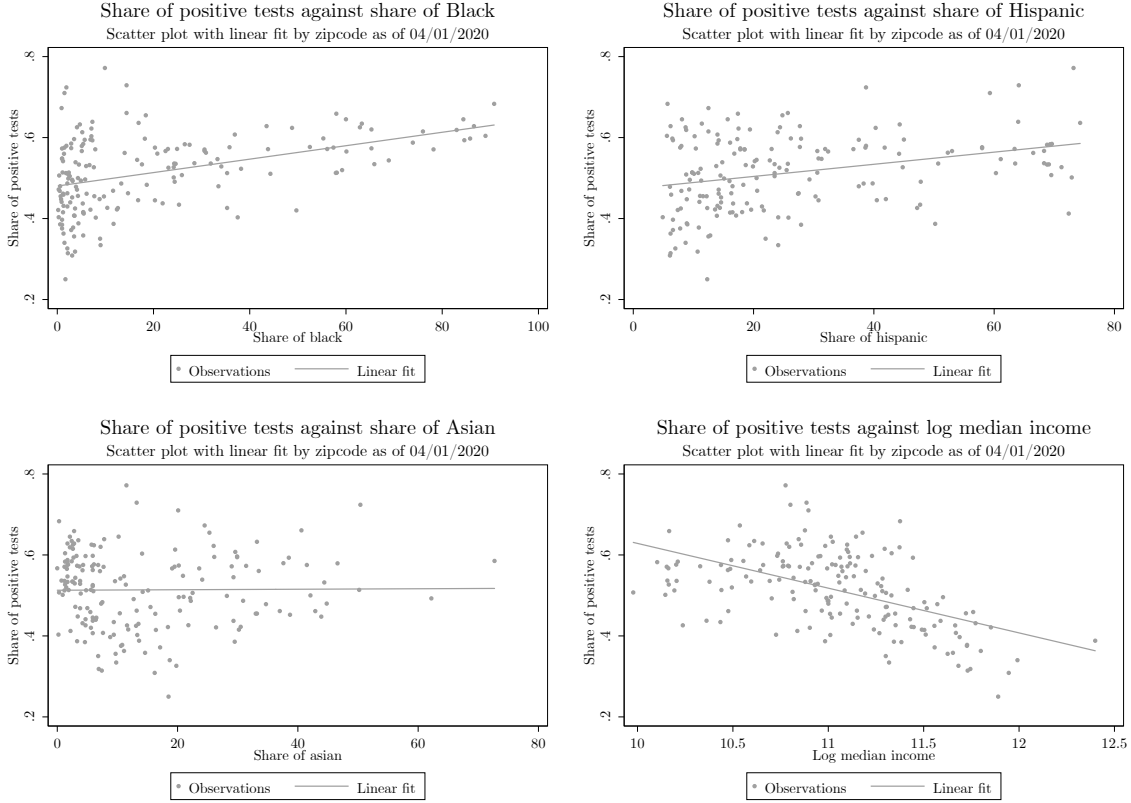 Share of positive tests against share of Black
Scatter plot with linear fit by zipcode as of 04/01/2020
Share of positive tests
.8
.6
.4
.2
0 20 40 60 80 100
Share of black
Observations Linear fit
Share of positive tests against share of Hispanic
Scatter plot with linear fit by zipcode as of 04/01/2020
Share of positive tests
.8
.6
.4
.2
0 20 40 60 80
Share of hispanic
Observations Linear fit
Share of positive tests against share of Asian
Scatter plot with linear fit by zipcode as of 04/01/2020
Share of positive tests
.8
.6
.4
.2
0 20 40 60 80
Share of asian
Observations Linear fit
Share of positive tests against log median income
Scatter plot with linear fit by zipcode as of 04/01/2020
Share of positive tests
.8
.6
.4
.2
10 10.5 11 11.5 12 12.5
Log median income
Observations Linear fit